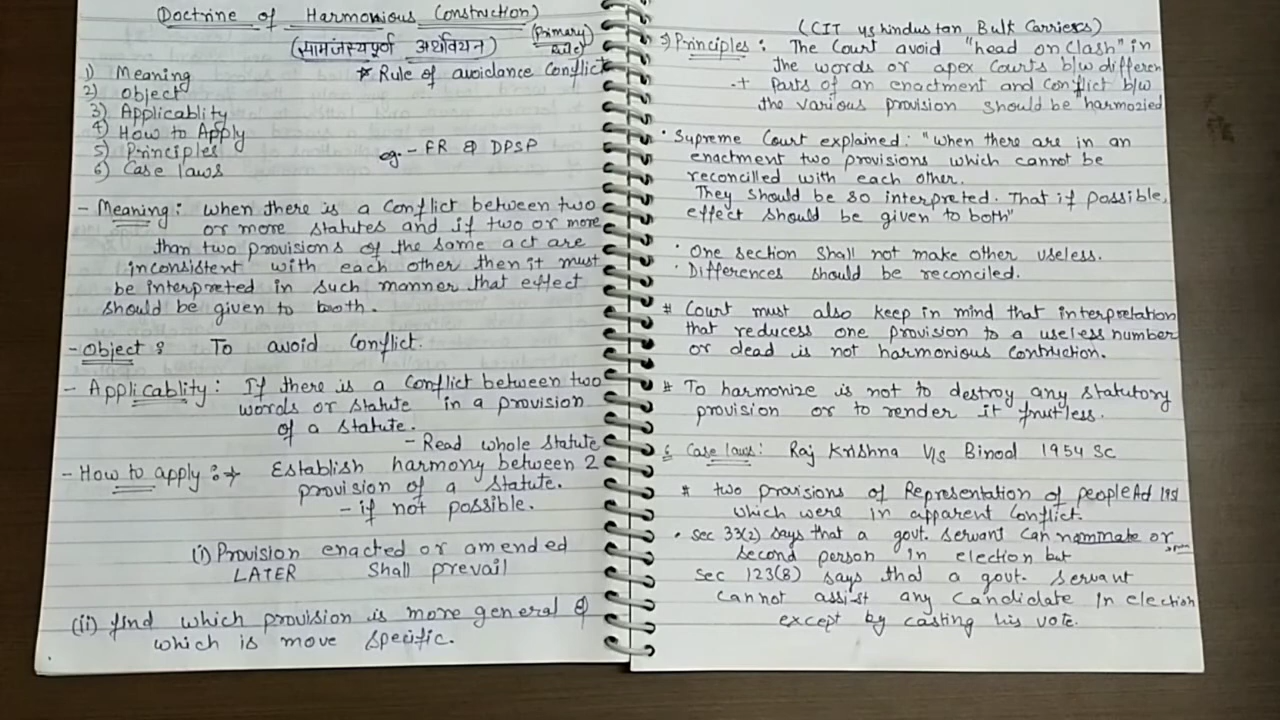 Doctrine of Harmonious Construction)
(सामंजस्यपूर्ण अर्थान्वयन) (Primary Rule)
* Rule of avoidance Conflict
1) Meaning
2) Object
3) Applicablity
4) How to Apply
5) Principles
6) Case laws
eg - FR & DPSP
- Meaning: When there is a Conflict between two
or more statutes and if two or more
than two provisions of the same act are
inconsistent with each other then it must
be interpreted in such manner that effect
should be given to both.
- Object: To avoid Conflict.
- Applicablity: If there is a Conflict between two
words or statute in a provision
of a statute.
- Read whole statute
- How to apply :→ Establish harmony between 2
provision of a statute.
- if not possible.
(i) Provision enacted or amended
LATER shall prevail
(ii) find which provision is more general &
which is move specific.
(CIT vs hindustan Bulk Carriers)
5) Principles: The Court avoid "head on clash" in
the words or apex Courts b/w differen
-t Parts of an enactment and Conflict b/w
the various provision should be harmozied
• Supreme Court explained: "When there are in an
enactment two provisions which cannot be
reconcilled with each other.
They should be so interpreted. That if possible,
effect should be given to both"
• One section shall not make other useless.
• Differences should be reconciled.
# Court must also keep in mind that interpretation
that reducess one provision to a useless number
or dead is not harmonious Contruction.
# To harmonize is not to destroy any statutory
provision or to render it fruitless.
6 Case laws: Raj Krishna V/s Binod 1954 SC
# two provisions of Representation of people Act 1951
which were in apparent Conflict.
• Sec 33(2) says that a govt. servant Can nommate or
second person in election but
Sec 123(8) says that a govt. servant
Cannot assist any Candidate in election
except by casting his vote.